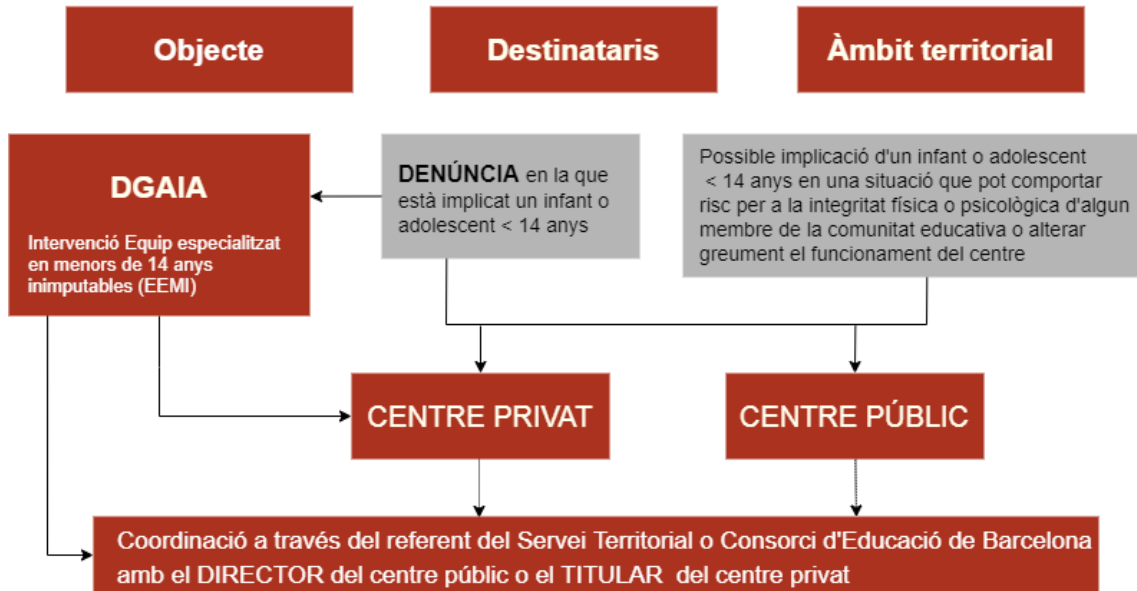 Objecte
Destinataris
Àmbit territorial
DGAIA
Intervenció Equip especialitzat
en menors de 14 anys
inimputables (EEMI)
DENÚNCIA en la que
està implicat un infant o
adolescent < 14 anys
Possible implicació d'un infant o adolescent
< 14 anys en una situació que pot comportar
risc per a la integritat física o psicològica d'algun
membre de la comunitat educativa o alterar
greument el funcionament del centre
CENTRE PRIVAT
CENTRE PÚBLIC
Coordinació a través del referent del Servei Territorial o Consorci d'Educació de Barcelona
amb el DIRECTOR del centre públic o el TITULAR del centre privat